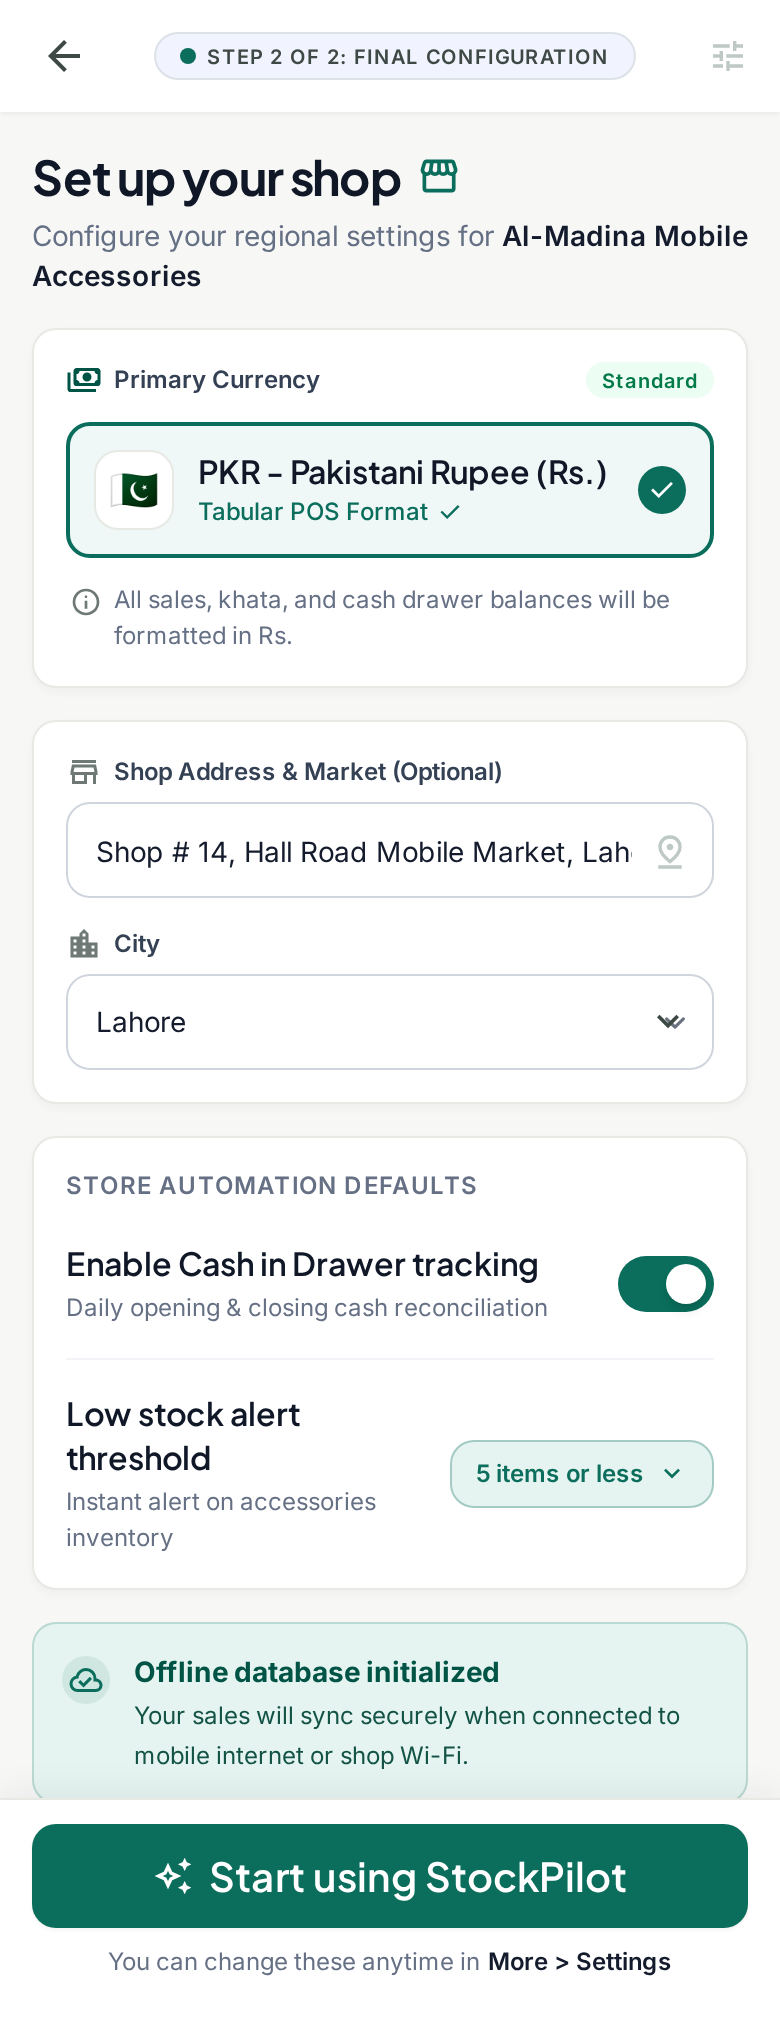 STEP 2 OF 2: FINAL CONFIGURATION
Set up your shop
Configure your regional settings for Al-Madina Mobile
Accessories
Primary Currency
Standard
PKR - Pakistani Rupee (Rs.)
Tabular POS Format ✓
All sales, khata, and cash drawer balances will be
formatted in Rs.
Shop Address & Market (Optional)
Shop # 14, Hall Road Mobile Market, Lah
City
Lahore
STORE AUTOMATION DEFAULTS
Enable Cash in Drawer tracking
Daily opening & closing cash reconciliation
Low stock alert
threshold
5 items or less
Instant alert on accessories
inventory
Offline database initialized
Your sales will sync securely when connected to
mobile internet or shop Wi-Fi.
Start using StockPilot
You can change these anytime in More > Settings